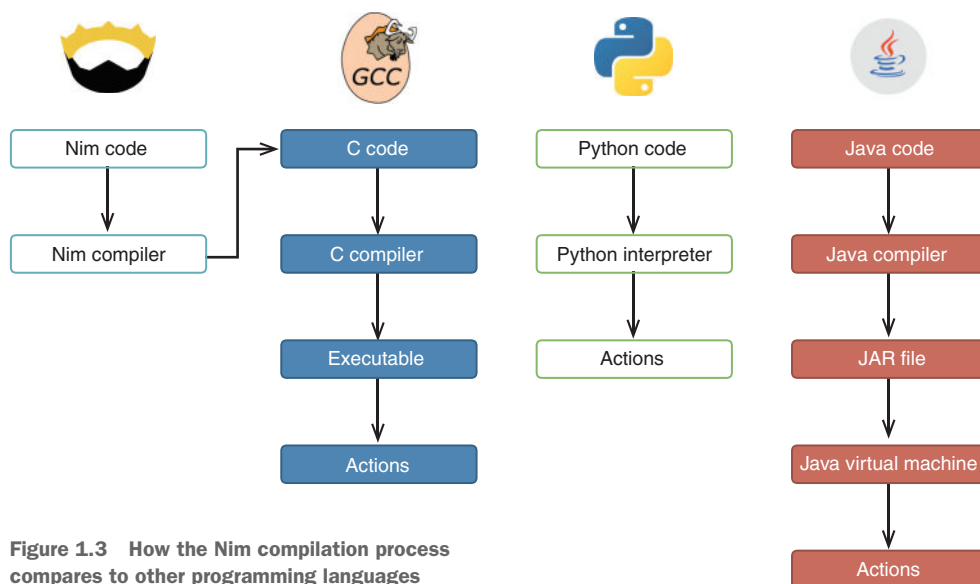 GCC
Nim code
Nim compiler
C code
C compiler
Executable
Actions
Python code
Python interpreter
Actions
Java code
Java compiler
JAR file
Java virtual machine
Actions
Figure 1.3 How the Nim compilation process
compares to other programming languages